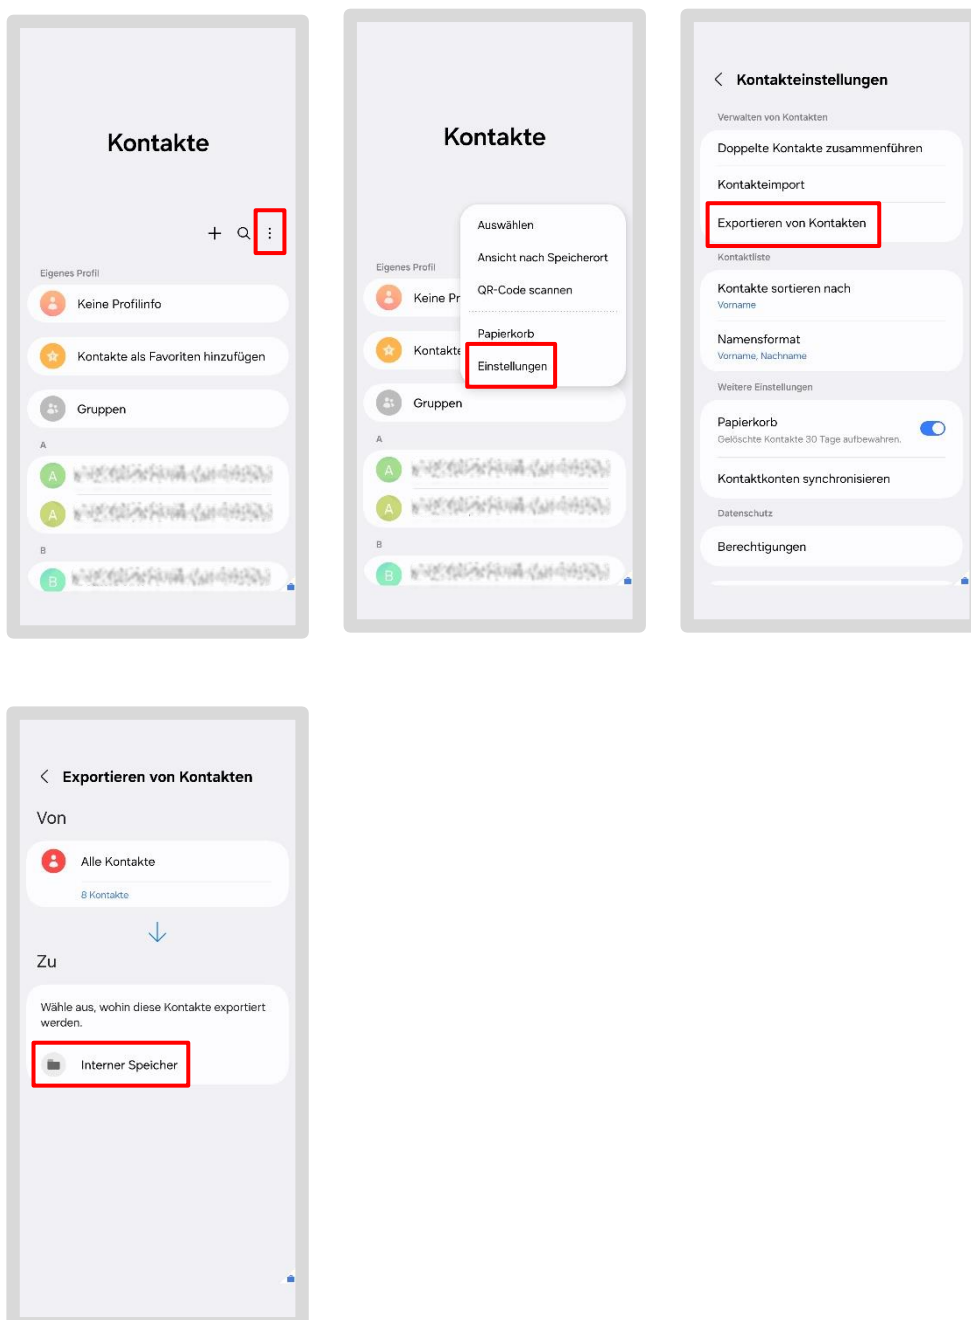 Kontakte
Eigenes Profil
Keine Profilinfo
Kontakte als Favoriten hinzufügen
Gruppen
A
A
A
B
B
Kontakte
Auswählen
Ansicht nach Speicherort
QR-Code scannen
Papierkorb
Einstellungen
Eigenes Profil
Keine Pr
Kontakte
Gruppen
A
A
A
B
B
Kontakteinstellungen
Verwalten von Kontakten
Doppelte Kontakte zusammenführen
Kontakteimport
Exportieren von Kontakten
Kontaktliste
Kontakte sortieren nach
Vorname
Namensformat
Vorname, Nachname
Weitere Einstellungen
Papierkorb
Gelöschte Kontakte 30 Tage aufbewahren.
Kontaktkonten synchronisieren
Datenschutz
Berechtigungen
Exportieren von Kontakten
Von
Alle Kontakte
8 Kontakte
Zu
Wähle aus, wohin diese Kontakte exportiert
werden.
Interner Speicher